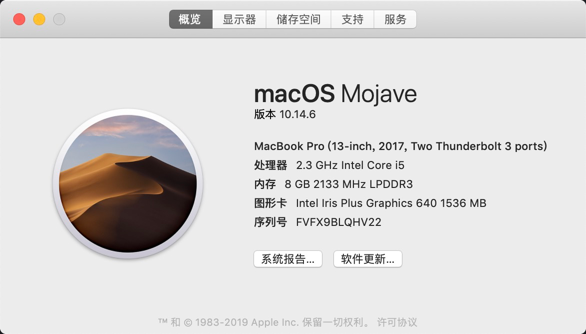 概览 显示器 储存空间 支持 服务
macOS Mojave
版本 10.14.6
MacBook Pro (13-inch, 2017, Two Thunderbolt 3 ports)
处理器 2.3 GHz Intel Core i5
内存 8 GB 2133 MHz LPDDR3
图形卡 Intel Iris Plus Graphics 640 1536 MB
序列号 FVFX9BLQHV22
系统报告... 软件更新...
™ 和 © 1983-2019 Apple Inc. 保留一切权利。 许可协议